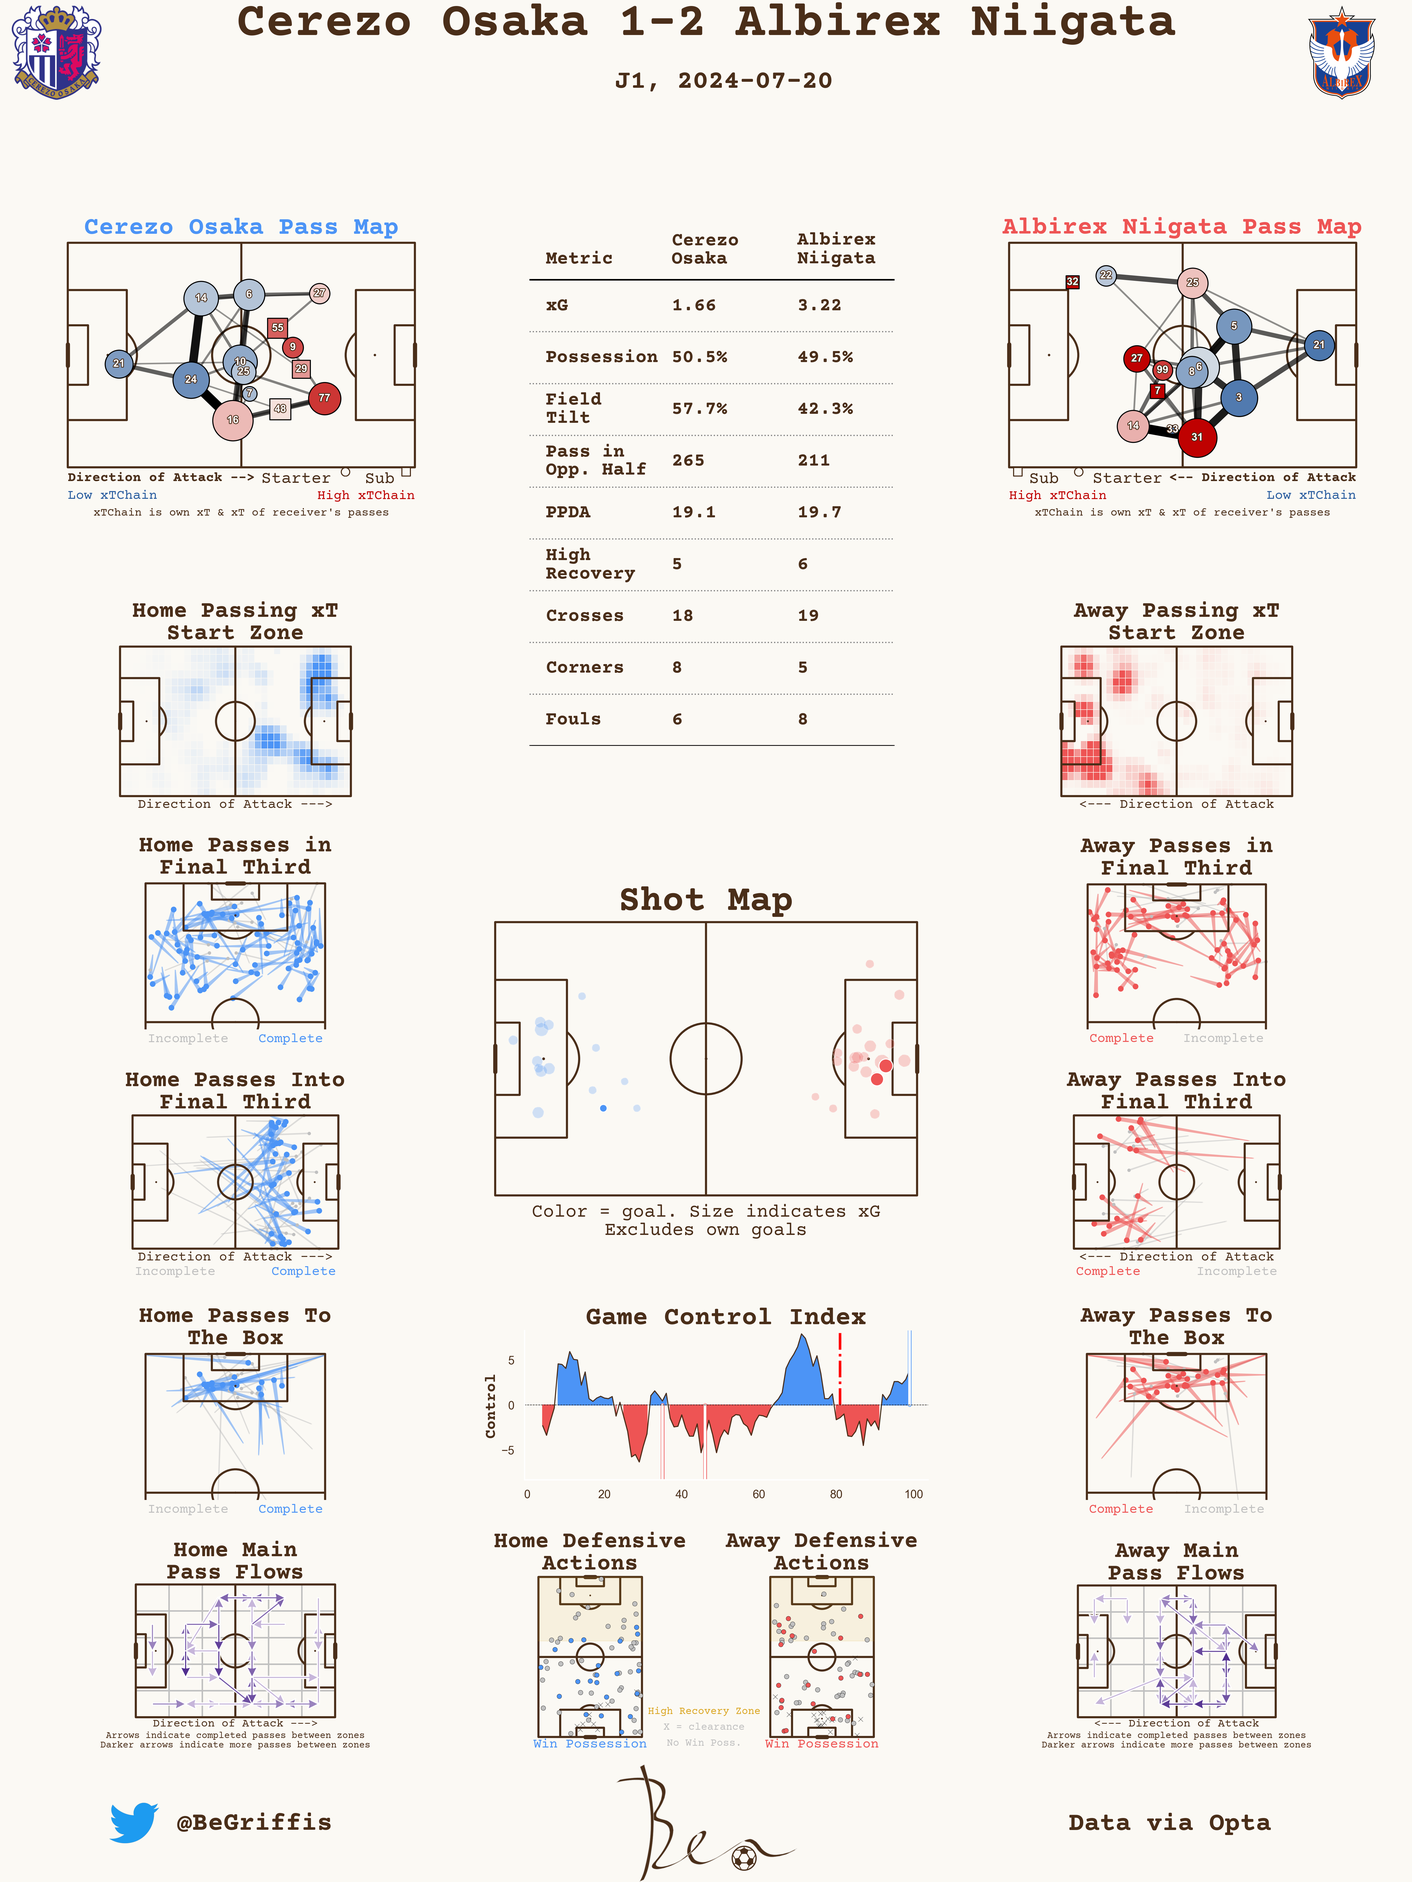 Cerezo Osaka 1-2 Albirex Niigata
J1, 2024-07-20
CEREZO OSAKA
ALBIREX
Cerezo Osaka Pass Map
14
6
27
55
9
21
10
29
24
25
7
77
48
16
Direction of Attack --> Starter Sub
Low xTChain High xTChain
xTChain is own xT & xT of receiver's passes
Metric Cerezo Osaka Albirex Niigata
xG 1.66 3.22
Possession 50.5% 49.5%
Field Tilt 57.7% 42.3%
Pass in Opp. Half 265 211
PPDA 19.1 19.7
High Recovery 5 6
Crosses 18 19
Corners 8 5
Fouls 6 8
Albirex Niigata Pass Map
32
22
25
5
21
27
99
8
6
7
3
14
33
31
Sub Starter <-- Direction of Attack
High xTChain Low xTChain
xTChain is own xT & xT of receiver's passes
Home Passing xT
Start Zone
Direction of Attack --->
Away Passing xT
Start Zone
<--- Direction of Attack
Home Passes in
Final Third
Incomplete Complete
Away Passes in
Final Third
Complete Incomplete
Shot Map
Color = goal. Size indicates xG
Excludes own goals
Home Passes Into
Final Third
Direction of Attack --->
Incomplete Complete
Away Passes Into
Final Third
<--- Direction of Attack
Complete Incomplete
Home Passes To
The Box
Incomplete Complete
Game Control Index
Control
5
0
−5
0 20 40 60 80 100
Away Passes To
The Box
Complete Incomplete
Home Main
Pass Flows
Direction of Attack --->
Arrows indicate completed passes between zones
Darker arrows indicate more passes between zones
Home Defensive
Actions
Win Possession
Away Defensive
Actions
Win Possession
High Recovery Zone
X = clearance
No Win Poss.
Away Main
Pass Flows
<--- Direction of Attack
Arrows indicate completed passes between zones
Darker arrows indicate more passes between zones
@BeGriffis
Ben
Data via Opta